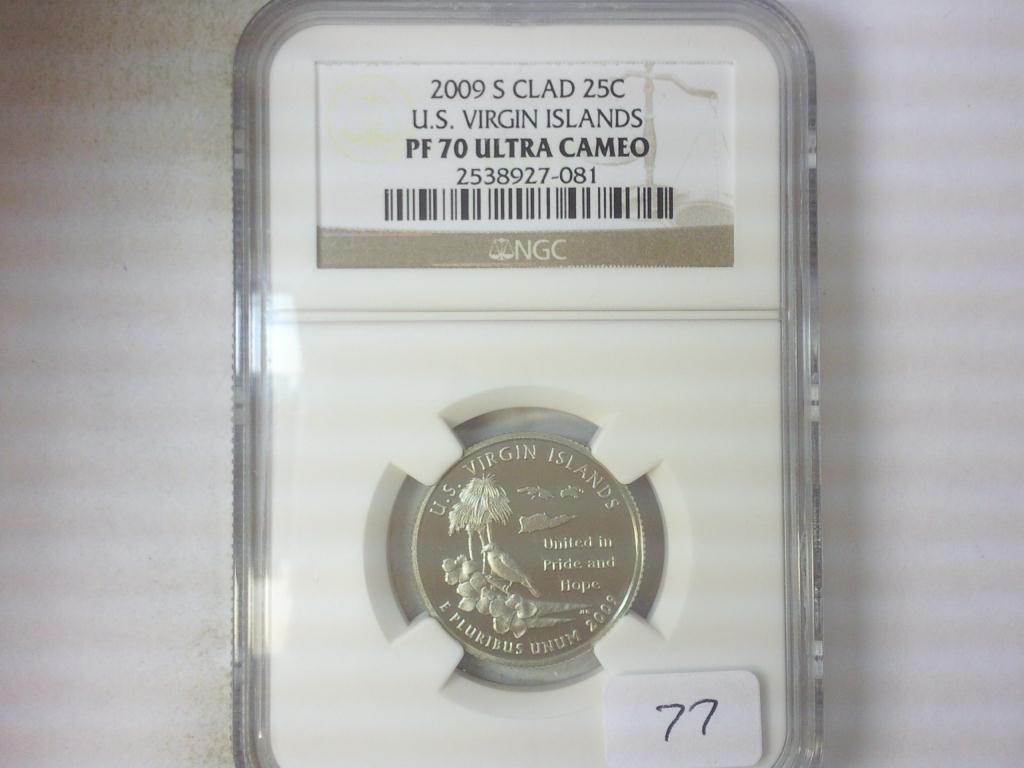 2009 S CLAD 25C
U.S. VIRGIN ISLANDS
PF 70 ULTRA CAMEO
2538927-081
NGC
U.S. VIRGIN ISLANDS
United in
Pride and
Hope
E PLURIBUS UNUM 2009
77